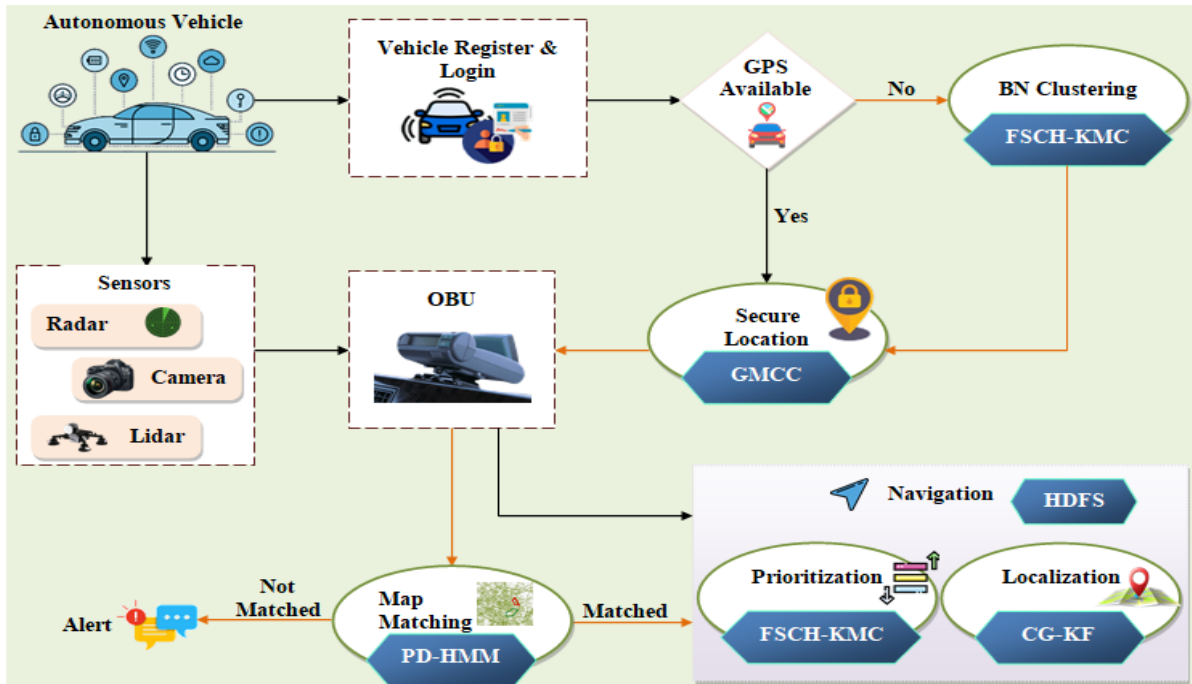 Autonomous Vehicle
Vehicle Register &
Login
GPS
Available
No
BN Clustering
FSCH-KMC
Yes
Sensors
Radar
Camera
Lidar
OBU
Secure
Location
GMCC
Navigation
HDFS
Prioritization
FSCH-KMC
Localization
CG-KF
Alert
Not
Matched
Map
Matching
PD-HMM
Matched